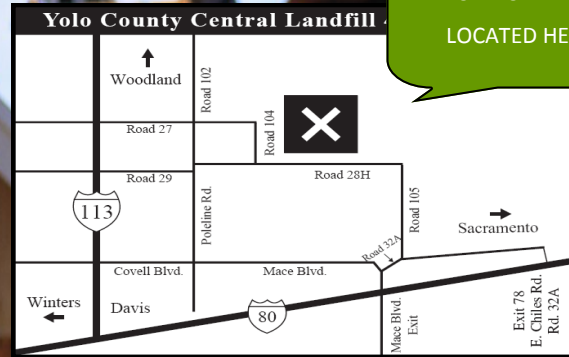 Yolo County Central Landfill
LOCATED HE
Woodland
Road 102
Road 27
Road 104
Road 29
Road 28H
113
Poleline Rd.
Road 105
Sacramento
Road 32A
Covell Blvd.
Mace Blvd.
Winters
Davis
80
Mace Blvd.
Exit
Exit 78
E. Chiles Rd.
Rd. 32A